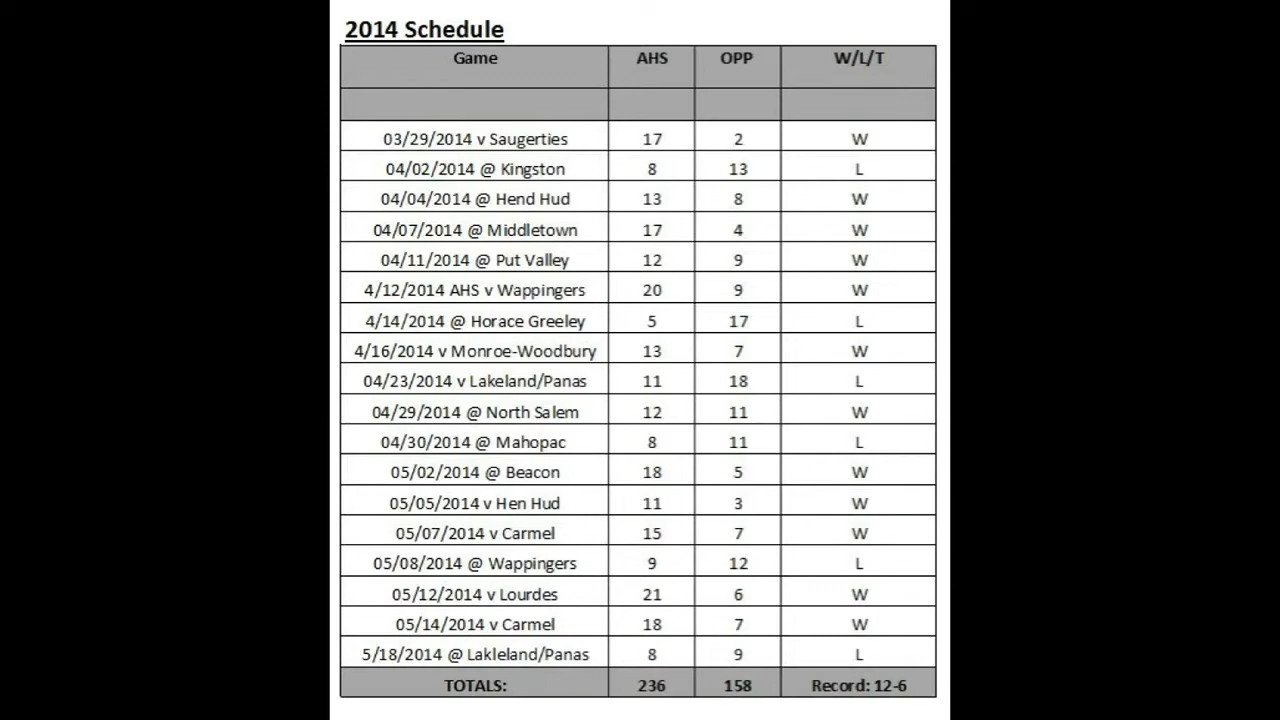 2014 Schedule
Game AHS OPP W/L/T
03/29/2014 v Saugerties 17 2 W
04/02/2014 @ Kingston 8 13 L
04/04/2014 @ Hend Hud 13 8 W
04/07/2014 @ Middletown 17 4 W
04/11/2014 @ Put Valley 12 9 W
4/12/2014 AHS v Wappingers 20 9 W
4/14/2014 @ Horace Greeley 5 17 L
4/16/2014 v Monroe-Woodbury 13 7 W
04/23/2014 v Lakeland/Panas 11 18 L
04/29/2014 @ North Salem 12 11 W
04/30/2014 @ Mahopac 8 11 L
05/02/2014 @ Beacon 18 5 W
05/05/2014 v Hen Hud 11 3 W
05/07/2014 v Carmel 15 7 W
05/08/2014 @ Wappingers 9 12 L
05/12/2014 v Lourdes 21 6 W
05/14/2014 v Carmel 18 7 W
5/18/2014 @ Lakleland/Panas 8 9 L
TOTALS: 236 158 Record: 12-6